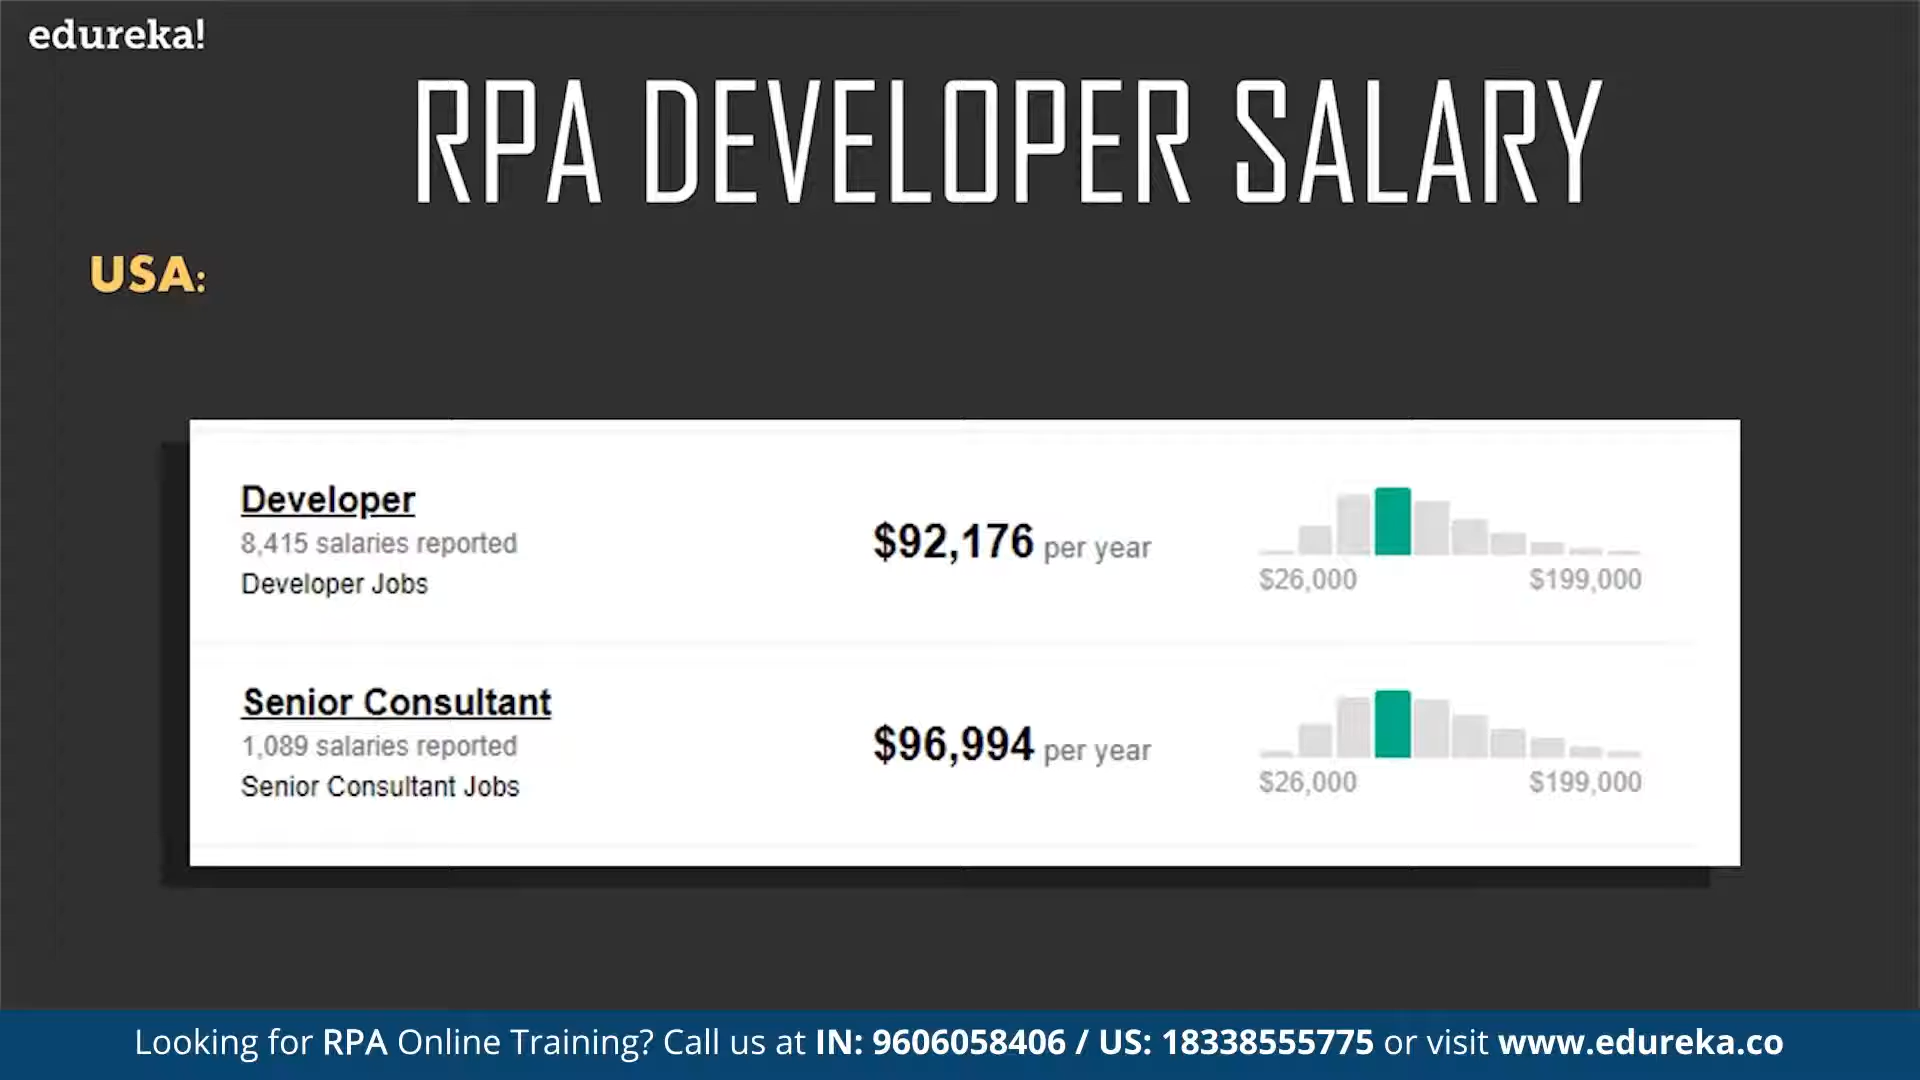 edureka!
RPA DEVELOPER SALARY
USA:
Developer
8,415 salaries reported
Developer Jobs
$92,176 per year
$26,000 $199,000
Senior Consultant
1,089 salaries reported
Senior Consultant Jobs
$96,994 per year
$26,000 $199,000
Looking for RPA Online Training? Call us at IN: 9606058406 / US: 18338555775 or visit www.edureka.co